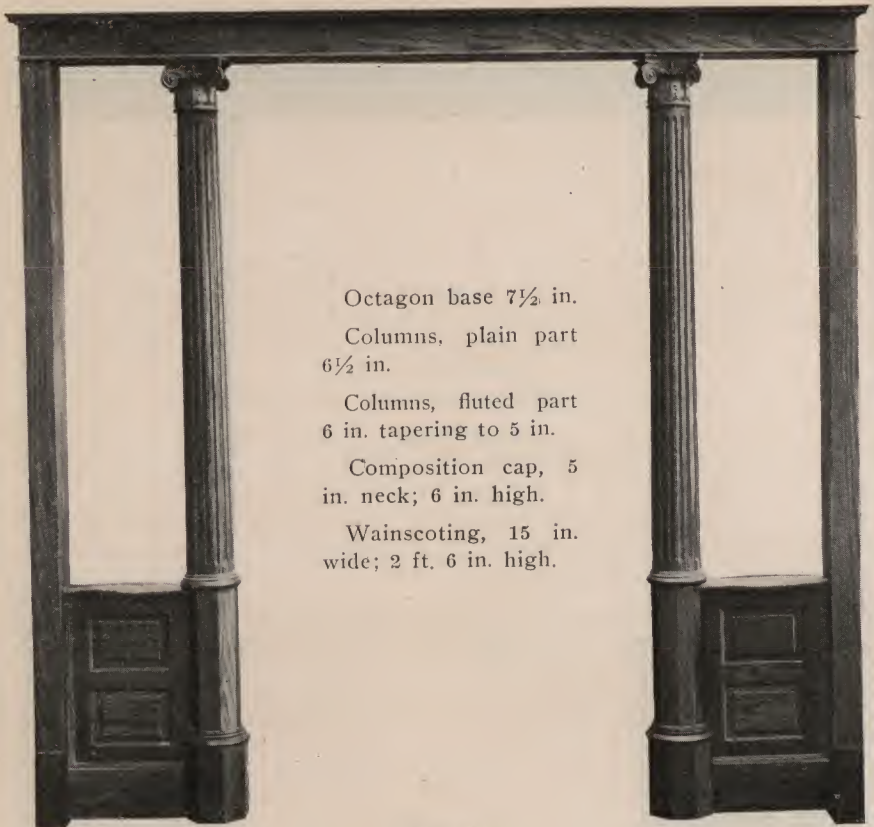 Octagon base 7½ in.
Columns, plain part
6½ in.
Columns, fluted part
6 in. tapering to 5 in.
Composition cap, 5
in. neck; 6 in. high.
Wainscoting, 15 in.
wide; 2 ft. 6 in. high.